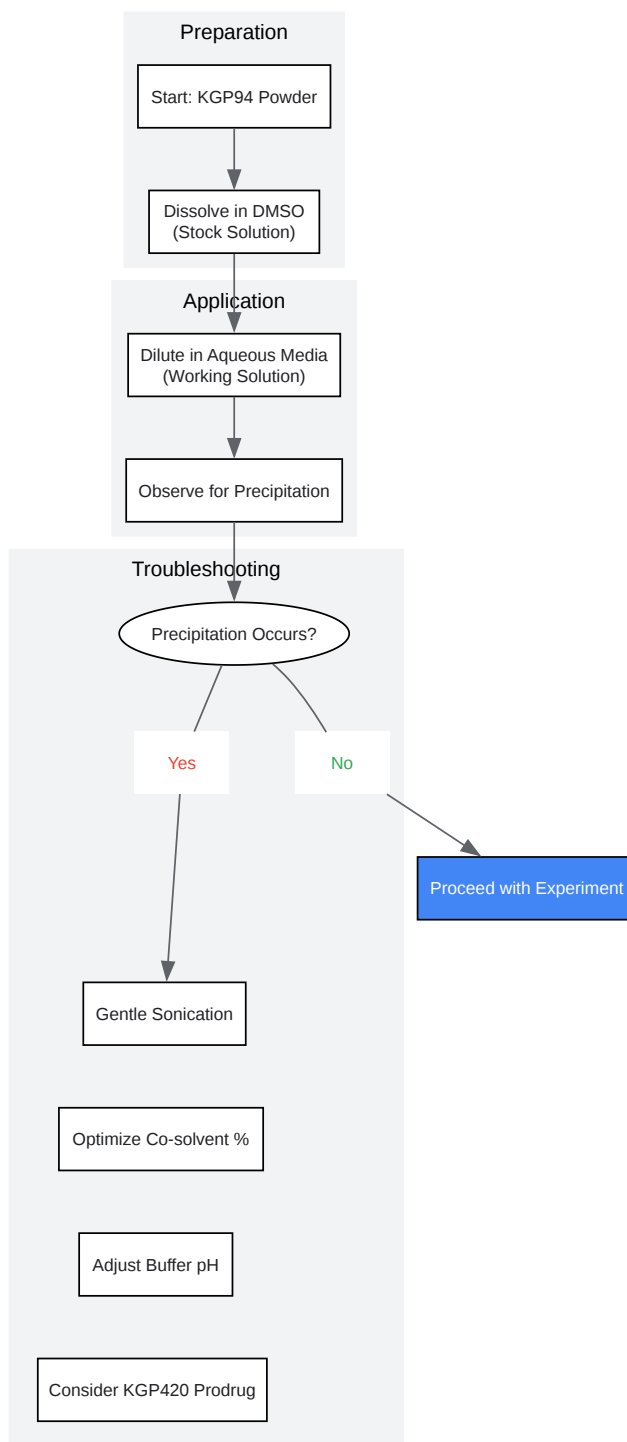 Preparation
Start: KGP94 Powder
Dissolve in DMSO
(Stock Solution)
Application
Dilute in Aqueous Media
(Working Solution)
Observe for Precipitation
Troubleshooting
Precipitation Occurs?
Yes
No
Proceed with Experiment
Gentle Sonication
Optimize Co-solvent %
Adjust Buffer pH
Consider KGP420 Prodrug